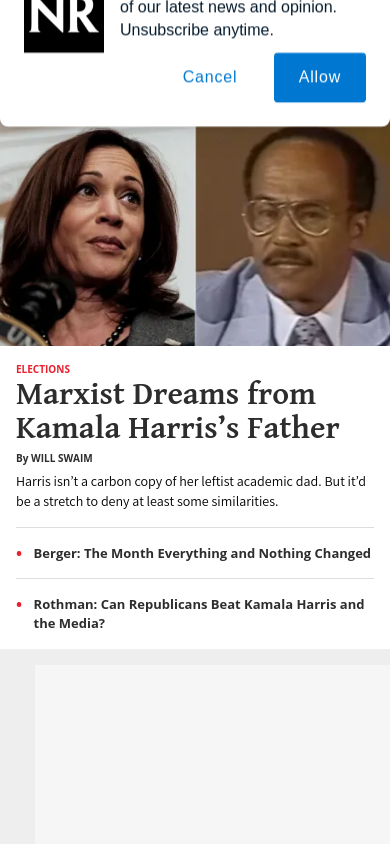 NR
of our latest news and opinion.
Unsubscribe anytime.
Cancel
Allow
ELECTIONS
Marxist Dreams from
Kamala Harris’s Father
By WILL SWAIM
Harris isn’t a carbon copy of her leftist academic dad. But it’d
be a stretch to deny at least some similarities.
• Berger: The Month Everything and Nothing Changed
• Rothman: Can Republicans Beat Kamala Harris and
the Media?